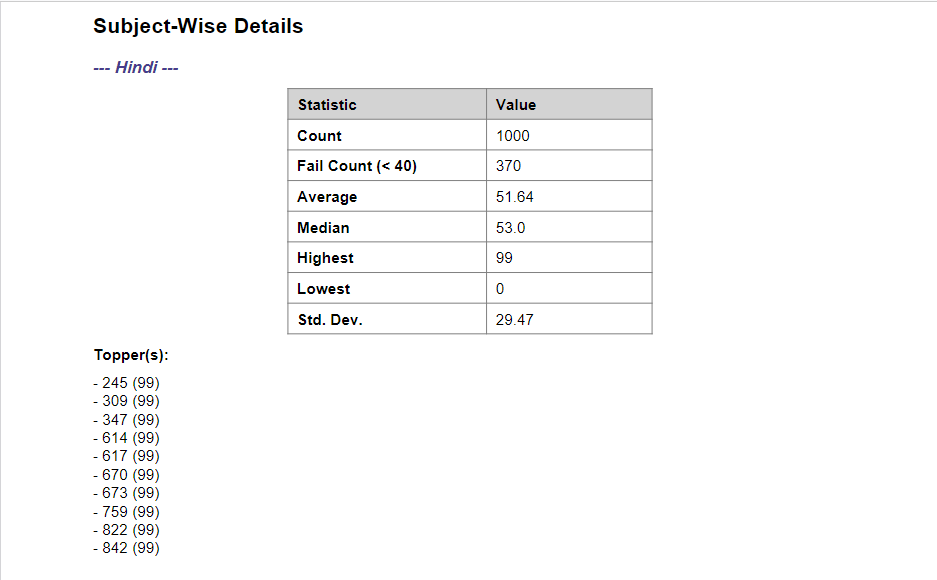 Subject-Wise Details
--- Hindi ---
Statistic Value
Count 1000
Fail Count (< 40) 370
Average 51.64
Median 53.0
Highest 99
Lowest 0
Std. Dev. 29.47
Topper(s):
- 245 (99)
- 309 (99)
- 347 (99)
- 614 (99)
- 617 (99)
- 670 (99)
- 673 (99)
- 759 (99)
- 822 (99)
- 842 (99)